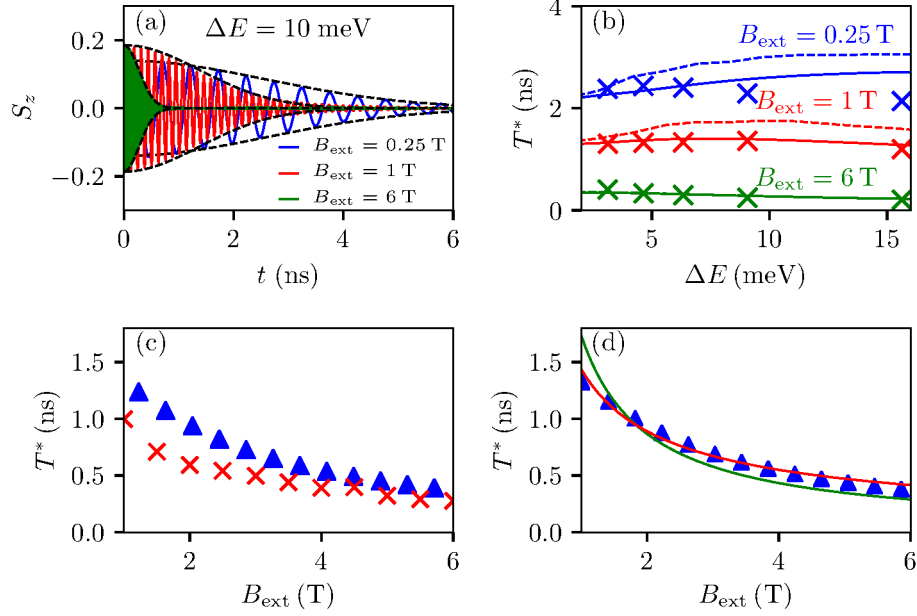 (a)
ΔE = 10 meV
0.2
0.0
−0.2
S_z
B_ext = 0.25 T
B_ext = 1 T
B_ext = 6 T
0
2
4
6
t (ns)
(b)
B_ext = 0.25 T
B_ext = 1 T
B_ext = 6 T
4
2
0
T* (ns)
5
10
15
ΔE (meV)
(c)
1.5
1.0
0.5
0.0
T* (ns)
2
4
6
B_ext (T)
(d)
1.5
1.0
0.5
0.0
T* (ns)
2
4
6
B_ext (T)